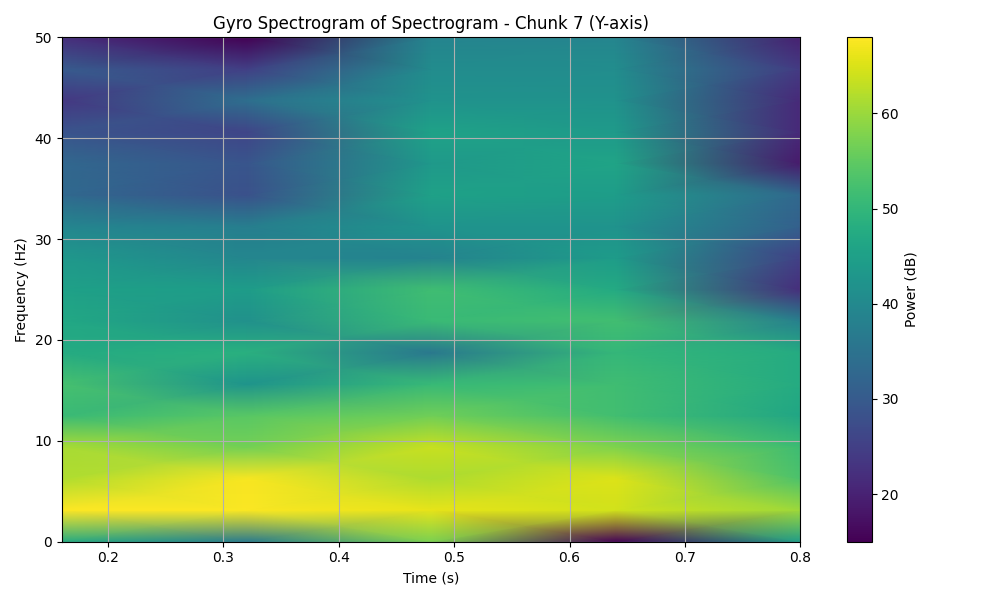 Gyro Spectrogram of Spectrogram - Chunk 7 (Y-axis)
50
40
30
20
10
0
Frequency (Hz)
0.2 0.3 0.4 0.5 0.6 0.7 0.8
Time (s)
60
50
40
30
20
Power (dB)